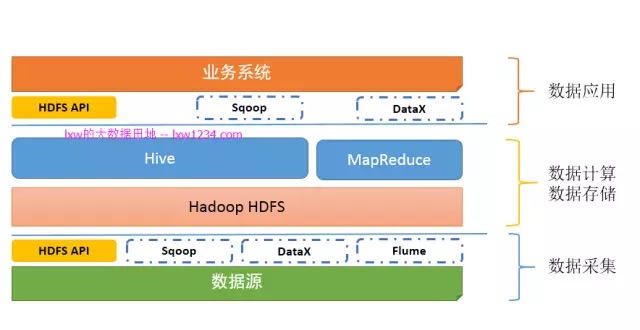 业务系统
数据应用
HDFS API
Sqoop
DataX
lxw的大数据田地 -- lxw1234.com
Hive
MapReduce
数据计算
数据存储
Hadoop HDFS
HDFS API
Sqoop
DataX
Flume
数据采集
数据源